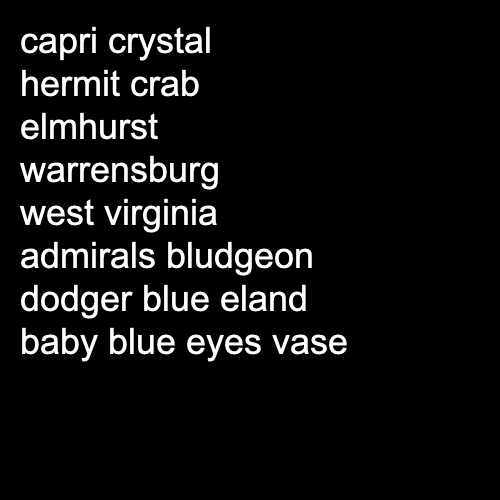 capri crystal
hermit crab
elmhurst
warrensburg
west virginia
admirals bludgeon
dodger blue eland
baby blue eyes vase